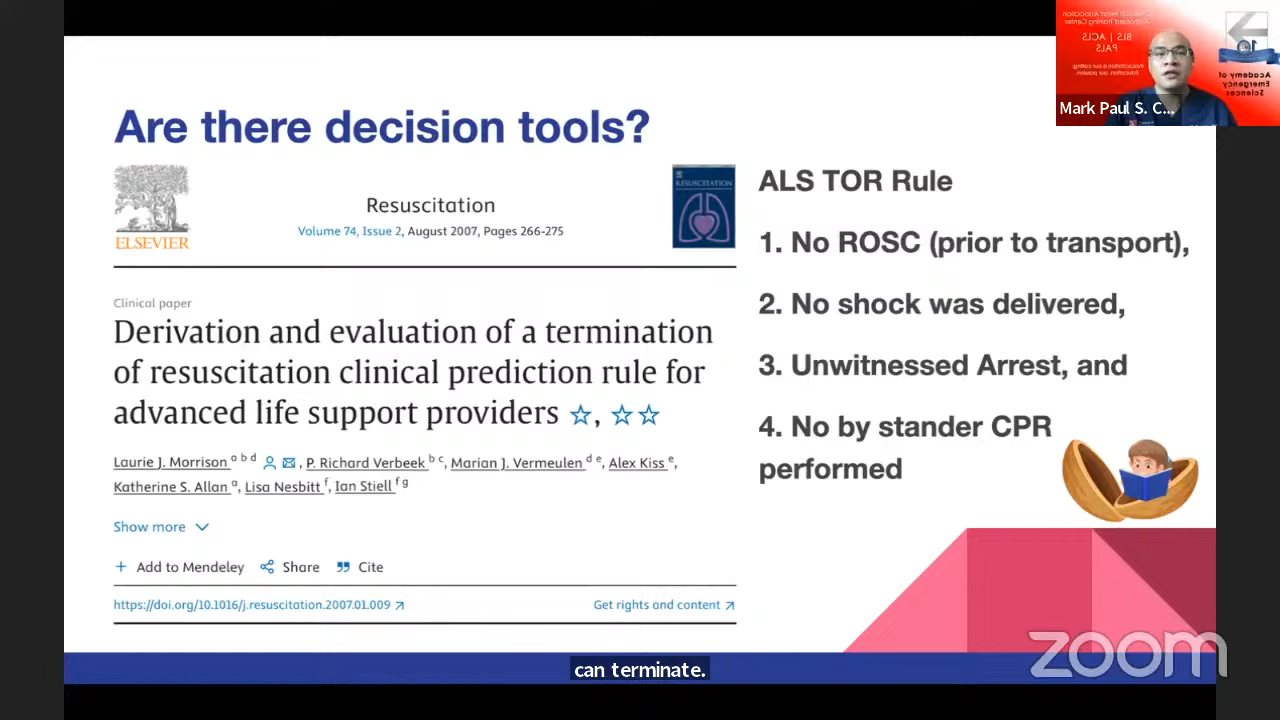 Are there decision tools?
ELSEVIER
Resuscitation
Volume 74, Issue 2, August 2007, Pages 266-275
RESUSCITATION
Clinical paper
Derivation and evaluation of a termination
of resuscitation clinical prediction rule for
advanced life support providers ☆, ☆☆
Laurie J. Morrison a b d, P. Richard Verbeek b c, Marian J. Vermeulen d e, Alex Kiss e,
Katherine S. Allan a, Lisa Nesbitt f, Ian Stiell f g
Show more
+ Add to Mendeley Share Cite
https://doi.org/10.1016/j.resuscitation.2007.01.009 Get rights and content
ALS TOR Rule
1. No ROSC (prior to transport),
2. No shock was delivered,
3. Unwitnessed Arrest, and
4. No by stander CPR
performed
BLS | ACLS
PALS
Academy of
Emergency
Sciences
Mark Paul S. C...
zoom
can terminate.